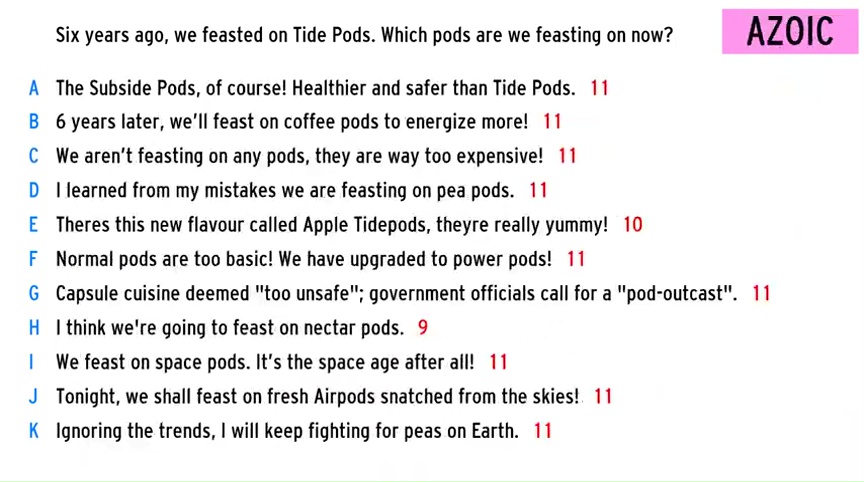 Six years ago, we feasted on Tide Pods. Which pods are we feasting on now?
AZOIC
A The Subside Pods, of course! Healthier and safer than Tide Pods. 11
B 6 years later, we'll feast on coffee pods to energize more! 11
C We aren't feasting on any pods, they are way too expensive! 11
D I learned from my mistakes we are feasting on pea pods. 11
E Theres this new flavour called Apple Tidepods, theyre really yummy! 10
F Normal pods are too basic! We have upgraded to power pods! 11
G Capsule cuisine deemed "too unsafe"; government officials call for a "pod-outcast". 11
H I think we're going to feast on nectar pods. 9
I We feast on space pods. It's the space age after all! 11
J Tonight, we shall feast on fresh Airpods snatched from the skies! 11
K Ignoring the trends, I will keep fighting for peas on Earth. 11